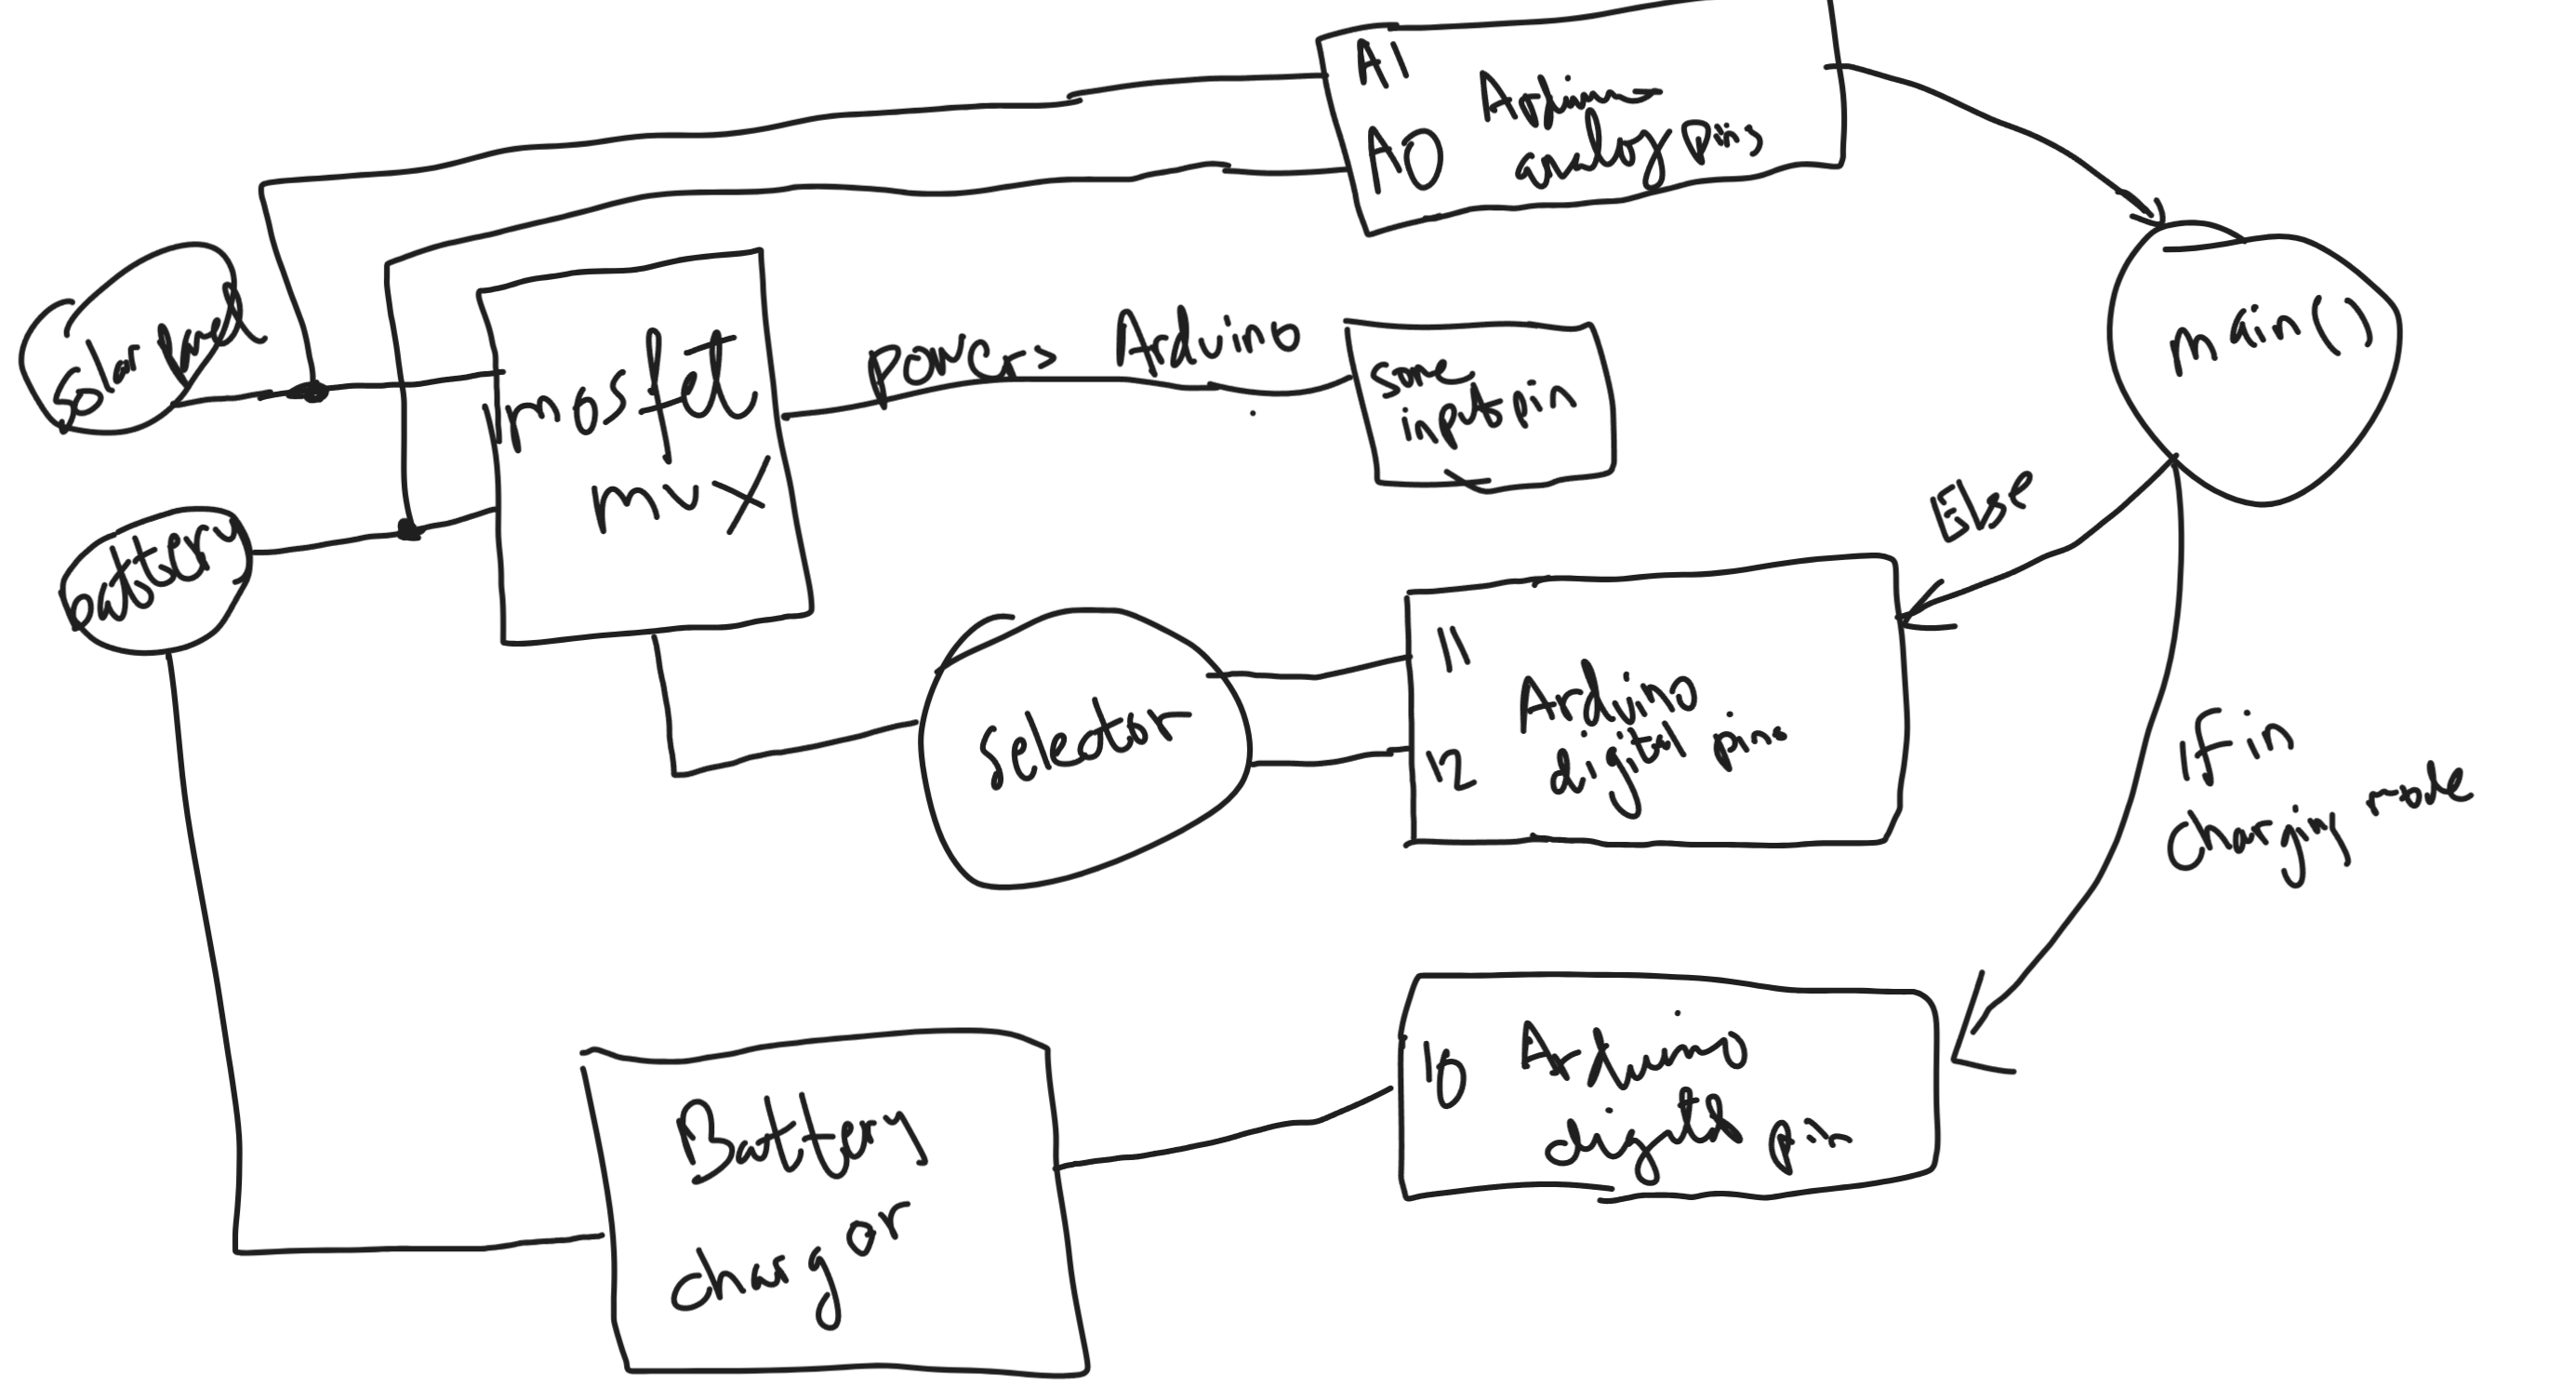 A1
A0
Arduino
analog pins
Solar panel
mosfet
mux
Powers Arduino
some
input pin
main()
battery
Else
selector
11
12
Arduino
digital pins
If in
charging mode
10
Arduino
digital pin
Battery
chargor